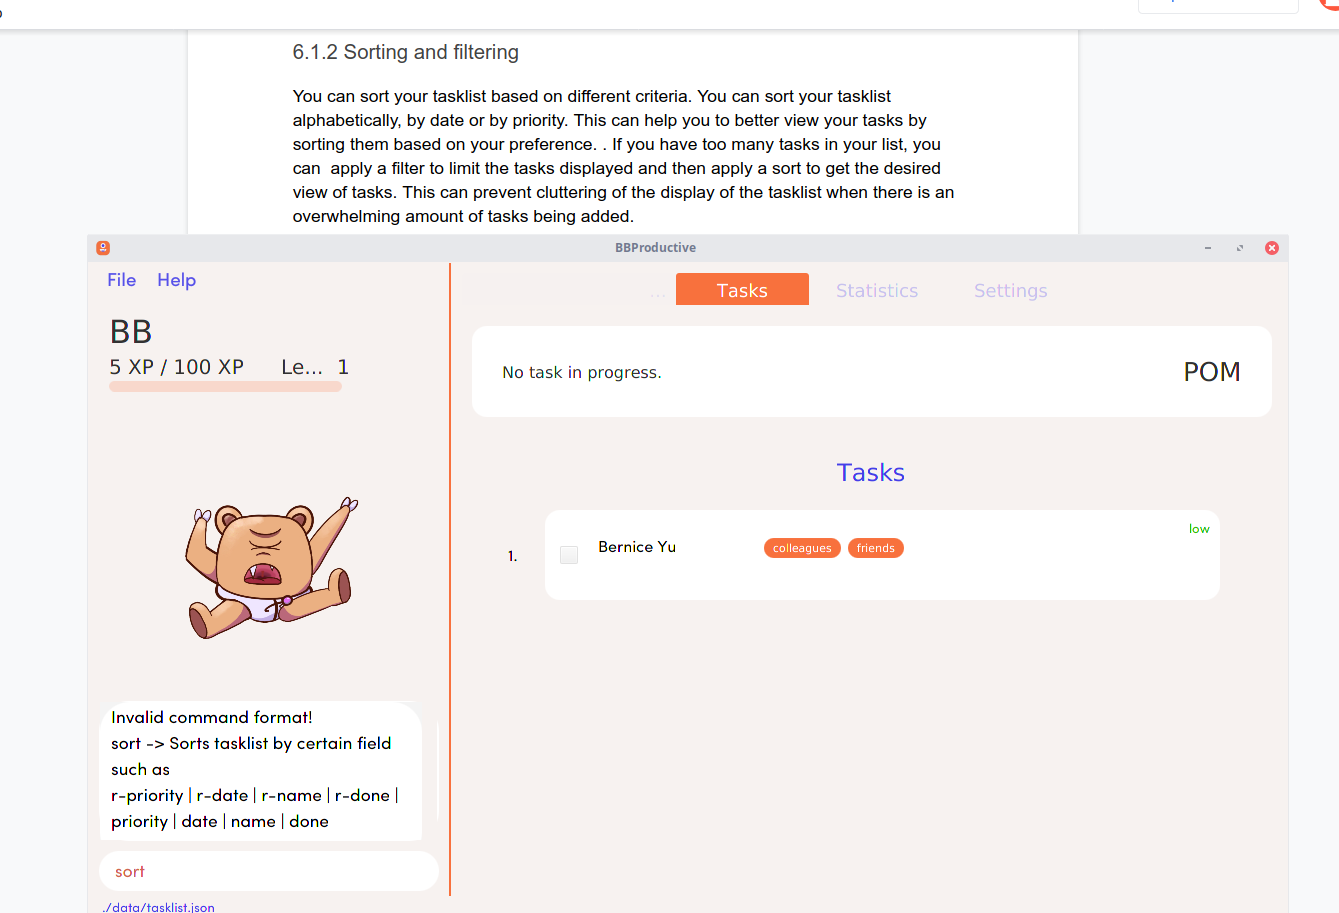 6.1.2 Sorting and filtering
You can sort your tasklist based on different criteria. You can sort your tasklist
alphabetically, by date or by priority. This can help you to better view your tasks by
sorting them based on your preference. . If you have too many tasks in your list, you
can  apply a filter to limit the tasks displayed and then apply a sort to get the desired
view of tasks. This can prevent cluttering of the display of the tasklist when there is an
overwhelming amount of tasks being added.
BBProductive
File Help
... Tasks Statistics Settings
BB
5 XP / 100 XP Le... 1
No task in progress. POM
Tasks
low
1. Bernice Yu colleagues friends
Invalid command format!
sort -> Sorts tasklist by certain field
such as
r-priority | r-date | r-name | r-done |
priority | date | name | done
sort
./data/tasklist.json